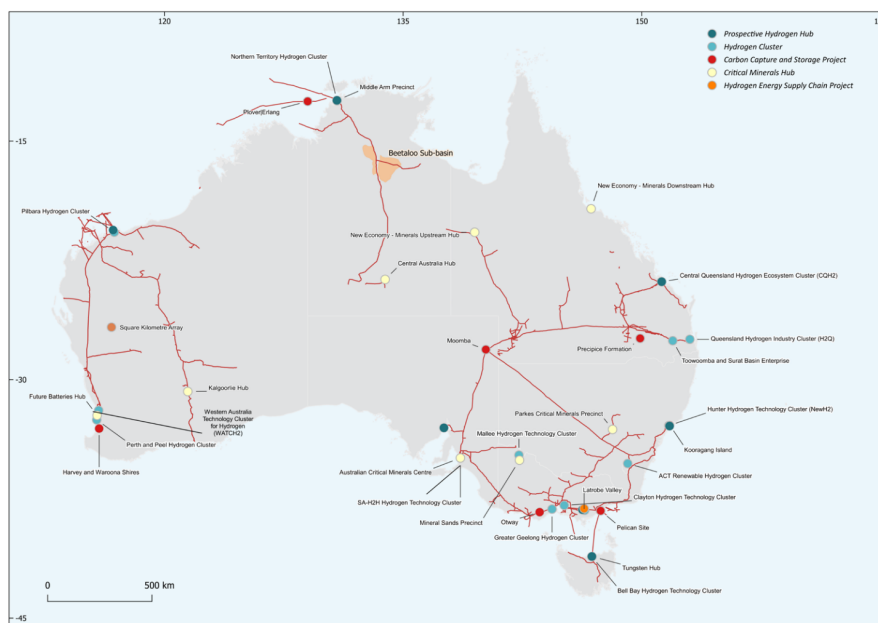 120
135
150
1
Prospective Hydrogen Hub
Hydrogen Cluster
Carbon Capture and Storage Project
Critical Minerals Hub
Hydrogen Energy Supply Chain Project
Northern Territory Hydrogen Cluster
Middle Arm Precinct
Plover|Erlang
-15
Beetaloo Sub-basin
New Economy - Minerals Downstream Hub
Pilbara Hydrogen Cluster
New Economy - Minerals Upstream Hub
Central Australia Hub
Central Queensland Hydrogen Ecosystem Cluster (CQH2)
Square Kilometre Array
Queensland Hydrogen Industry Cluster (H2Q)
Moomba
Precipice Formation
Toowoomba and Surat Basin Enterprise
-30
Kalgoorlie Hub
Future Batteries Hub
Western Australia
Technology Cluster
for Hydrogen
(WATCH2)
Parkes Critical Minerals Precinct
Hunter Hydrogen Technology Cluster (NewH2)
Mallee Hydrogen Technology Cluster
Perth and Peel Hydrogen Cluster
Kooragang Island
Harvey and Waroona Shires
Australian Critical Minerals Centre
ACT Renewable Hydrogen Cluster
Latrobe Valley
Clayton Hydrogen Technology Cluster
SA-H2H Hydrogen Technology Cluster
Mineral Sands Precinct
Otway
Pelican Site
Greater Geelong Hydrogen Cluster
Tungsten Hub
0
500 km
Bell Bay Hydrogen Technology Cluster
-45